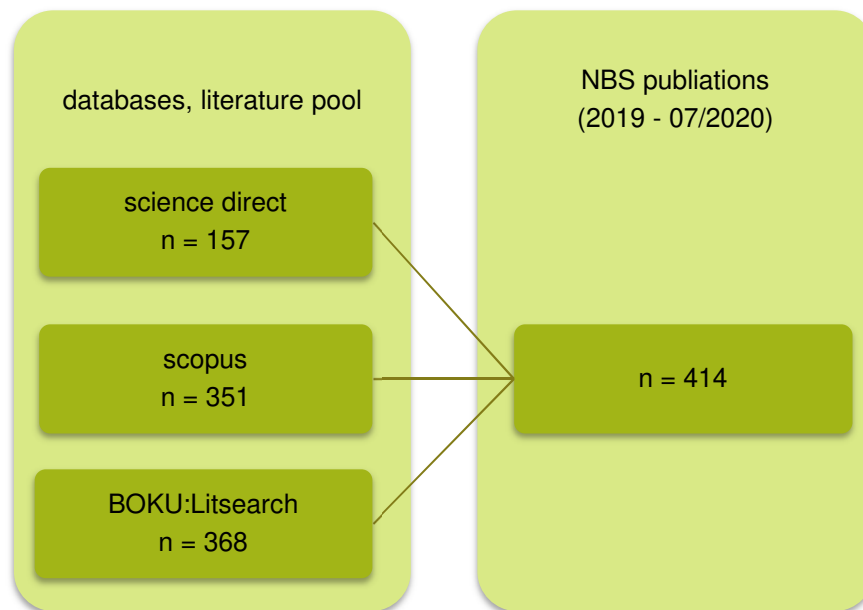 databases, literature pool
science direct
n = 157
scopus
n = 351
BOKU:Litsearch
n = 368
NBS publiations
(2019 - 07/2020)
n = 414